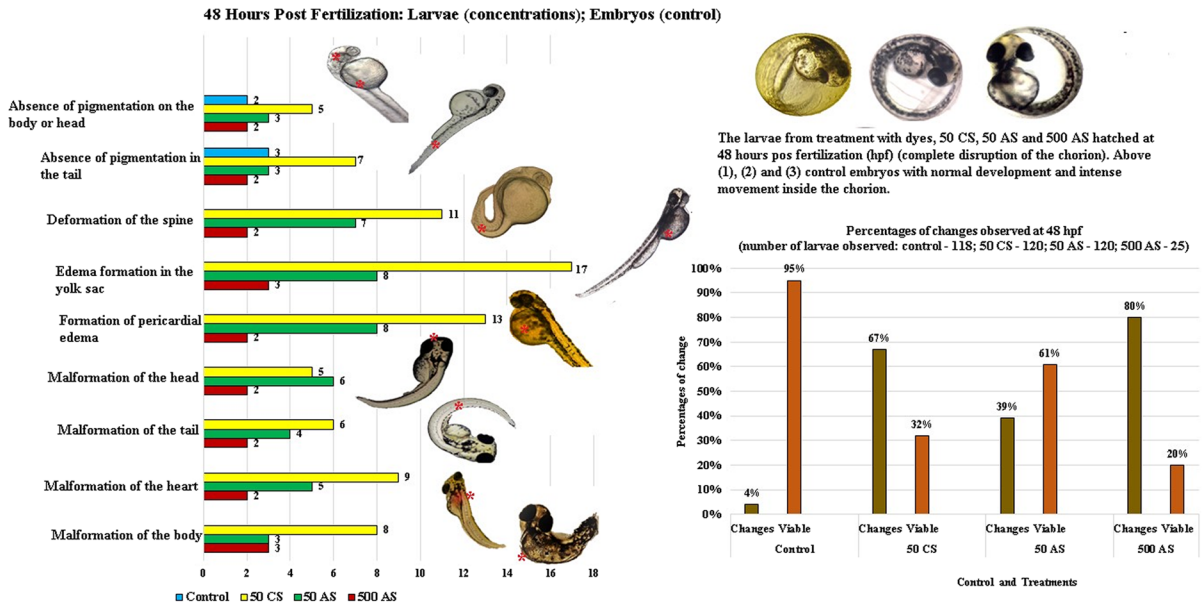 48 Hours Post Fertilization: Larvae (concentrations); Embryos (control)
Absence of pigmentation on the
body or head
2
5
3
2
Absence of pigmentation in
the tail
3
7
3
2
Deformation of the spine
11
7
2
Edema formation in the
yolk sac
17
8
3
Formation of pericardial
edema
13
8
2
Malformation of the head
5
6
2
Malformation of the tail
6
4
2
Malformation of the heart
9
5
2
Malformation of the body
8
3
3
0 2 4 6 8 10 12 14 16 18
Control 50 CS 50 AS 500 AS
The larvae from treatment with dyes, 50 CS, 50 AS and 500 AS hatched at
48 hours pos fertilization (hpf) (complete disruption of the chorion). Above
(1), (2) and (3) control embryos with normal development and intense
movement inside the chorion.
Percentages of changes observed at 48 hpf
(number of larvae observed: control - 118; 50 CS - 120; 50 AS - 120; 500 AS - 25)
Percentages of change
100%
90%
80%
70%
60%
50%
40%
30%
20%
10%
0%
4%
95%
67%
32%
39%
61%
80%
20%
Changes Viable Changes Viable Changes Viable Changes Viable
Control 50 CS 50 AS 500 AS
Control and Treatments